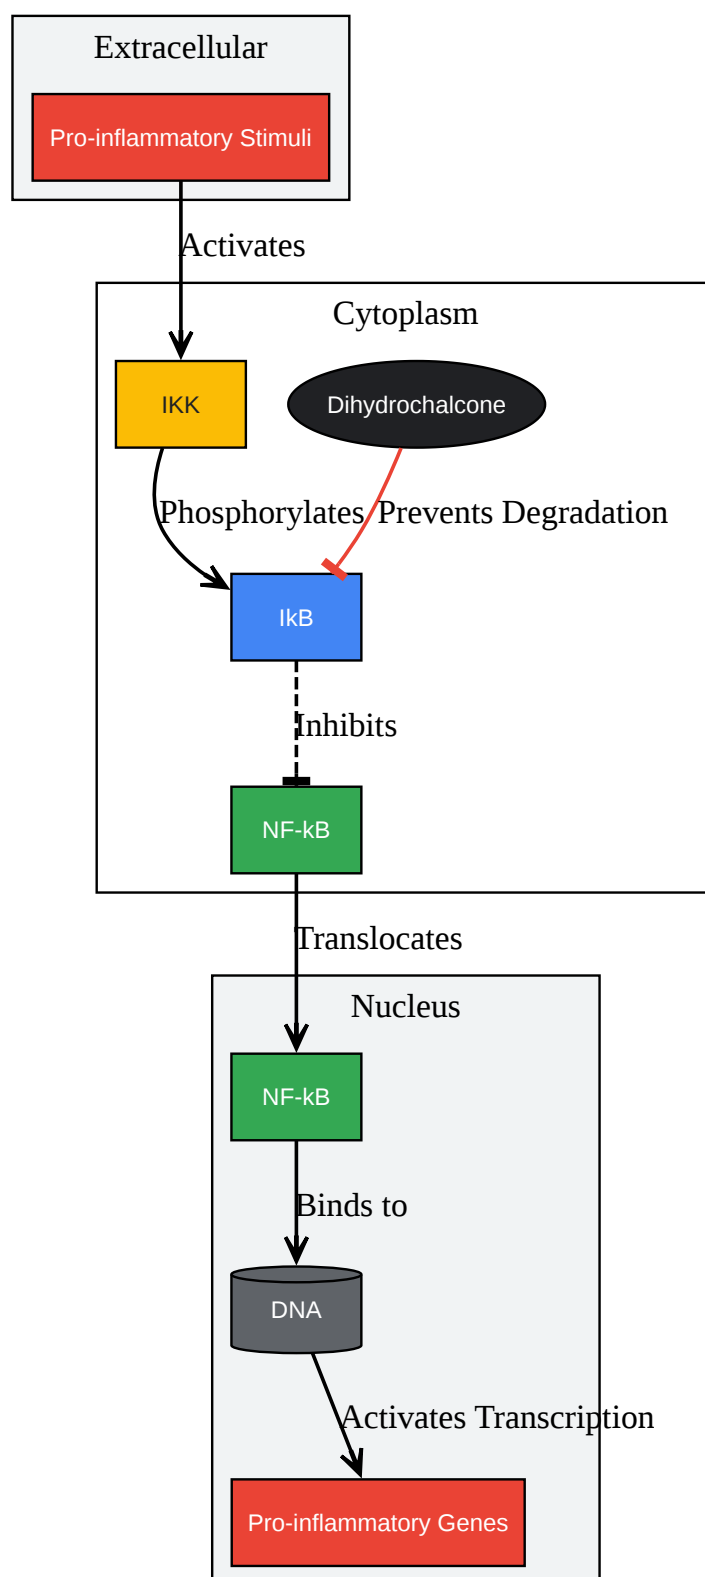 Extracellular
Pro-inflammatory Stimuli
Activates
Cytoplasm
IKK
Dihydrochalcone
Phosphorylates
Prevents Degradation
IkB
Inhibits
NF-kB
Translocates
Nucleus
NF-kB
Binds to
DNA
Activates Transcription
Pro-inflammatory Genes